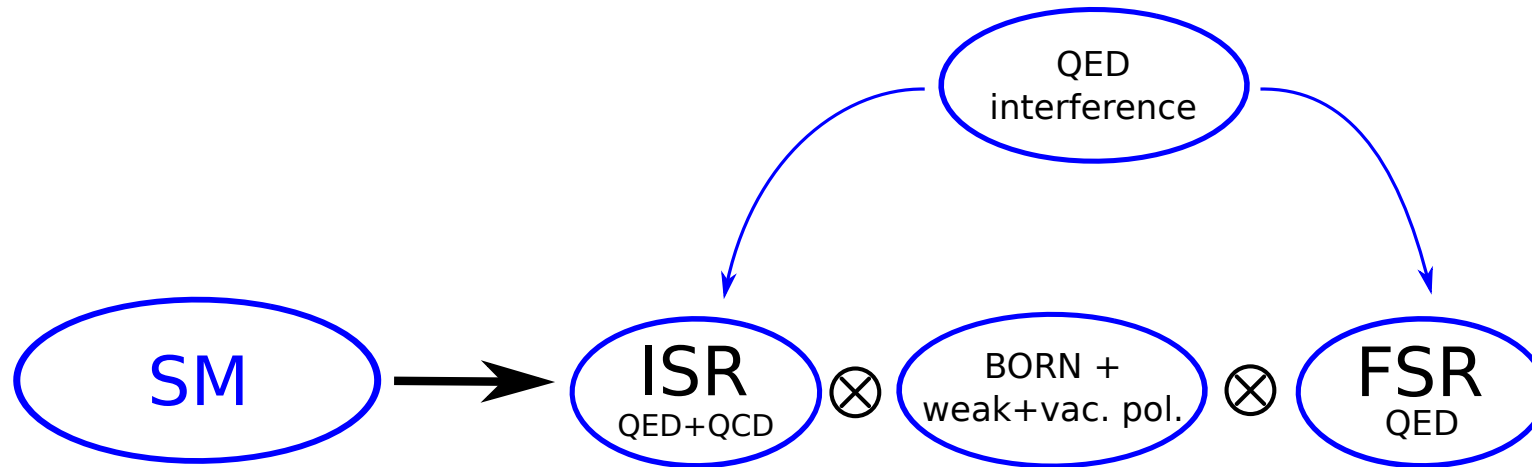 QED
interference
SM
ISR
QED+QCD
BORN +
weak+vac. pol.
FSR
QED